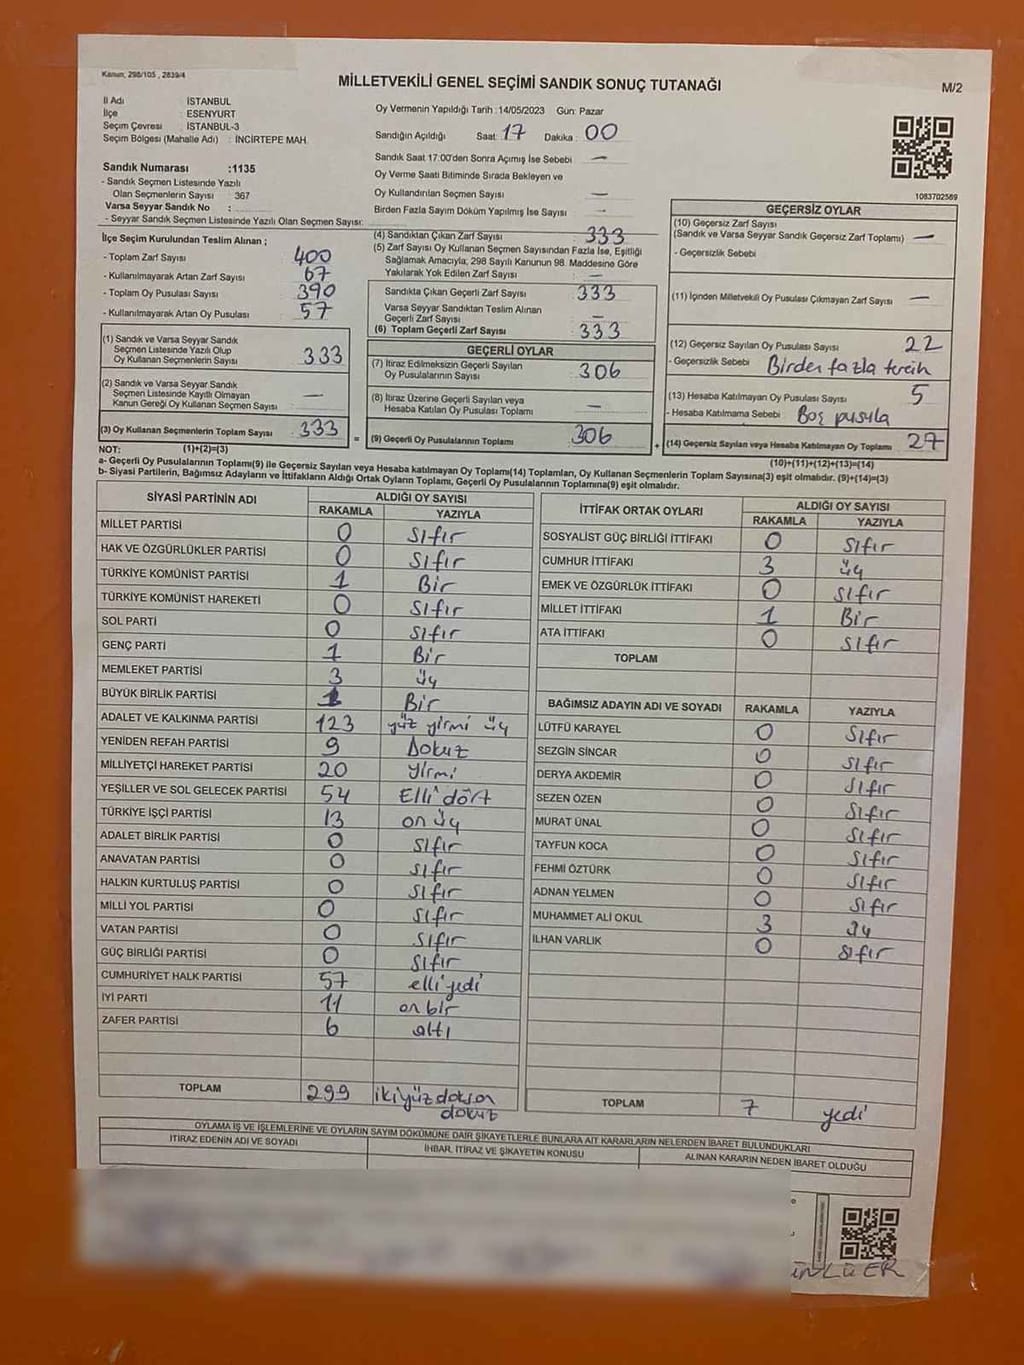 Kanun, 298/105 , 2839/4
MİLLETVEKİLİ GENEL SEÇİMİ SANDIK SONUÇ TUTANAĞI
M/2
İl Adı : İSTANBUL
İlçe : ESENYURT
Seçim Çevresi : İSTANBUL-3
Seçim Bölgesi (Mahalle Adı) : İNCİRTEPE MAH.
Sandık Numarası :1135
- Sandık Seçmen Listesinde Yazılı
Olan Seçmenlerin Sayısı : 367
Varsa Seyyar Sandık No :
- Seyyar Sandık Seçmen Listesinde Yazılı Olan Seçmen Sayısı:
Oy Vermenin Yapıldığı Tarih :14/05/2023 Gün: Pazar
Sandığın Açıldığı Saat: 17 Dakika : 00
Sandık Saat 17:00'den Sonra Açımış İse Sebebi —
Oy Verme Saati Bitiminde Sırada Bekleyen ve
Oy Kullandırılan Seçmen Sayısı —
Birden Fazla Sayım Döküm Yapılmış İse Sayısı —
1083702569
İlçe Seçim Kurulundan Teslim Alınan ;
- Toplam Zarf Sayısı 400
- Kullanılmayarak Artan Zarf Sayısı 67
- Toplam Oy Pusulası Sayısı 390
- Kullanılmayarak Artan Oy Pusulası 57
(1) Sandık ve Varsa Seyyar Sandık
Seçmen Listesinde Yazılı Olup
Oy Kullanan Seçmenlerin Sayısı 333
(2) Sandık ve Varsa Seyyar Sandık
Seçmen Listesinde Kayıtlı Olmayan
Kanun Gereği Oy Kullanan Seçmen Sayısı —
(3) Oy Kullanan Seçmenlerin Toplam Sayısı 333
(1)+(2)=(3)
(4) Sandıktan Çıkan Zarf Sayısı 333
(5) Zarf Sayısı Oy Kullanan Seçmen Sayısından Fazla İse, Eşitliği
Sağlamak Amacıyla; 298 Sayılı Kanunun 98. Maddesine Göre
Yakılarak Yok Edilen Zarf Sayısı —
Sandıkta Çıkan Geçerli Zarf Sayısı 333
Varsa Seyyar Sandıktan Teslim Alınan
Geçerli Zarf Sayısı —
(6) Toplam Geçerli Zarf Sayısı 333
GEÇERLİ OYLAR
(7) İtiraz Edilmeksizin Geçerli Sayılan
Oy Pusulalarının Sayısı 306
(8) İtiraz Üzerine Geçerli Sayılan veya
Hesaba Katılan Oy Pusulası Toplamı —
= (9) Geçerli Oy Pusulalarının Toplamı 306
GEÇERSİZ OYLAR
(10) Geçersiz Zarf Sayısı
(Sandık ve Varsa Seyyar Sandık Geçersiz Zarf Toplamı) —
- Geçersizlik Sebebi
(11) İçinden Milletvekili Oy Pusulası Çıkmayan Zarf Sayısı —
(12) Geçersiz Sayılan Oy Pusulası Sayısı 22
- Geçersizlik Sebebi Birden fazla tercih
(13) Hesaba Katılmayan Oy Pusulası Sayısı 5
- Hesaba Katılmama Sebebi Boş pusula
+ (14) Geçersiz Sayılan veya Hesaba Katılmayan Oy Toplamı 27
(10)+(11)+(12)+(13)=(14)
NOT:
a- Geçerli Oy Pusulalarının Toplamı(9) ile Geçersiz Sayılan veya Hesaba katılmayan Oy Toplamı(14) Toplamları, Oy Kullanan Seçmenlerin Toplam Sayısına(3) eşit olmalıdır. (9)+(14)=(3)
b- Siyasi Partilerin, Bağımsız Adayların ve İttifakların Aldığı Ortak Oyların Toplamı, Geçerli Oy Pusulalarının Toplamına(9) eşit olmalıdır.
SİYASİ PARTİNİN ADI ALDIĞI OY SAYISI
RAKAMLA YAZIYLA
MİLLET PARTİSİ 0 Sıfır
HAK VE ÖZGÜRLÜKLER PARTİSİ 0 Sıfır
TÜRKİYE KOMÜNİST PARTİSİ 1 Bir
TÜRKİYE KOMÜNİST HAREKETİ 0 Sıfır
SOL PARTİ 0 Sıfır
GENÇ PARTİ 1 Bir
MEMLEKET PARTİSİ 3 üç
BÜYÜK BİRLİK PARTİSİ 1 Bir
ADALET VE KALKINMA PARTİSİ 123 yüz yirmi üç
YENİDEN REFAH PARTİSİ 9 Dokuz
MİLLİYETÇİ HAREKET PARTİSİ 20 yirmi
YEŞİLLER VE SOL GELECEK PARTİSİ 54 Elli dört
TÜRKİYE İŞÇİ PARTİSİ 13 on üç
ADALET BİRLİK PARTİSİ 0 Sıfır
ANAVATAN PARTİSİ 0 Sıfır
HALKIN KURTULUŞ PARTİSİ 0 Sıfır
MİLLİ YOL PARTİSİ 0 Sıfır
VATAN PARTİSİ 0 Sıfır
GÜÇ BİRLİĞİ PARTİSİ 0 Sıfır
CUMHURİYET HALK PARTİSİ 57 elli yedi
İYİ PARTİ 11 on bir
ZAFER PARTİSİ 6 altı
TOPLAM 299 ikiyüz doksan
dokuz
İTTİFAK ORTAK OYLARI ALDIĞI OY SAYISI
RAKAMLA YAZIYLA
SOSYALİST GÜÇ BİRLİĞİ İTTİFAKI 0 Sıfır
CUMHUR İTTİFAKI 3 üç
EMEK VE ÖZGÜRLÜK İTTİFAKI 0 Sıfır
MİLLET İTTİFAKI 1 Bir
ATA İTTİFAKI 0 Sıfır
TOPLAM
BAĞIMSIZ ADAYIN ADI VE SOYADI RAKAMLA YAZIYLA
LÜTFÜ KARAYEL 0 Sıfır
SEZGİN SİNCAR 0 Sıfır
DERYA AKDEMİR 0 Sıfır
SEZEN ÖZEN 0 Sıfır
MURAT ÜNAL 0 Sıfır
TAYFUN KOCA 0 Sıfır
FEHMİ ÖZTÜRK 0 Sıfır
ADNAN YELMEN 0 Sıfır
MUHAMMET ALİ OKUL 3 üç
İLHAN VARLIK 0 Sıfır
TOPLAM 7 yedi
OYLAMA İŞ VE İŞLEMLERİNE VE OYLARIN SAYIM DÖKÜMÜNE DAİR ŞİKAYETLERLE BUNLARA AİT KARARLARIN NELERDEN İBARET BULUNDUKLARI
İTİRAZ EDENİN ADI VE SOYADI İHBAR, İTİRAZ VE ŞİKAYETİN KONUSU ALINAN KARARIN NEDEN İBARET OLDUĞU